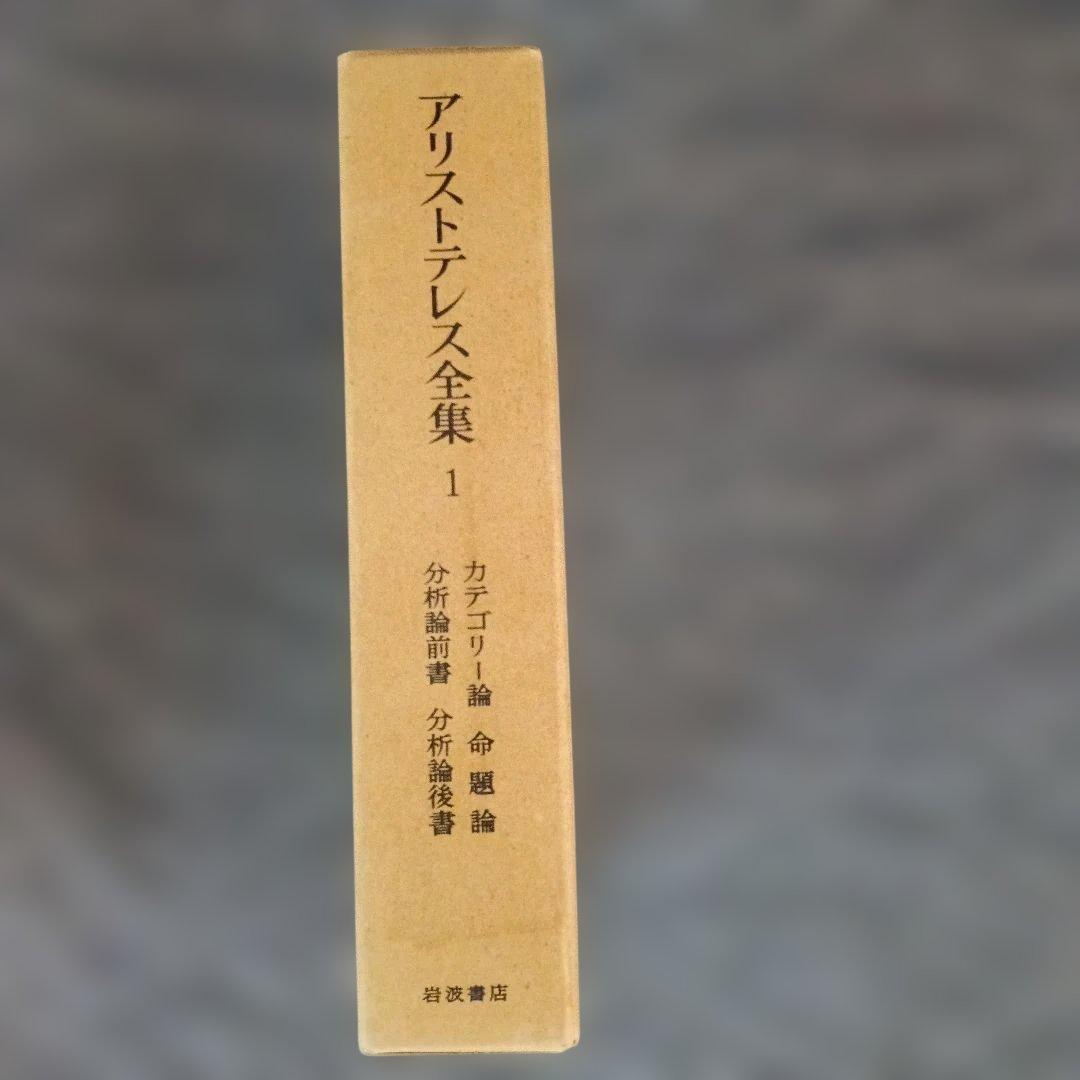 アリストテレス全集
1
カテゴリー論 命題論
分析論前書 分析論後書
岩波書店